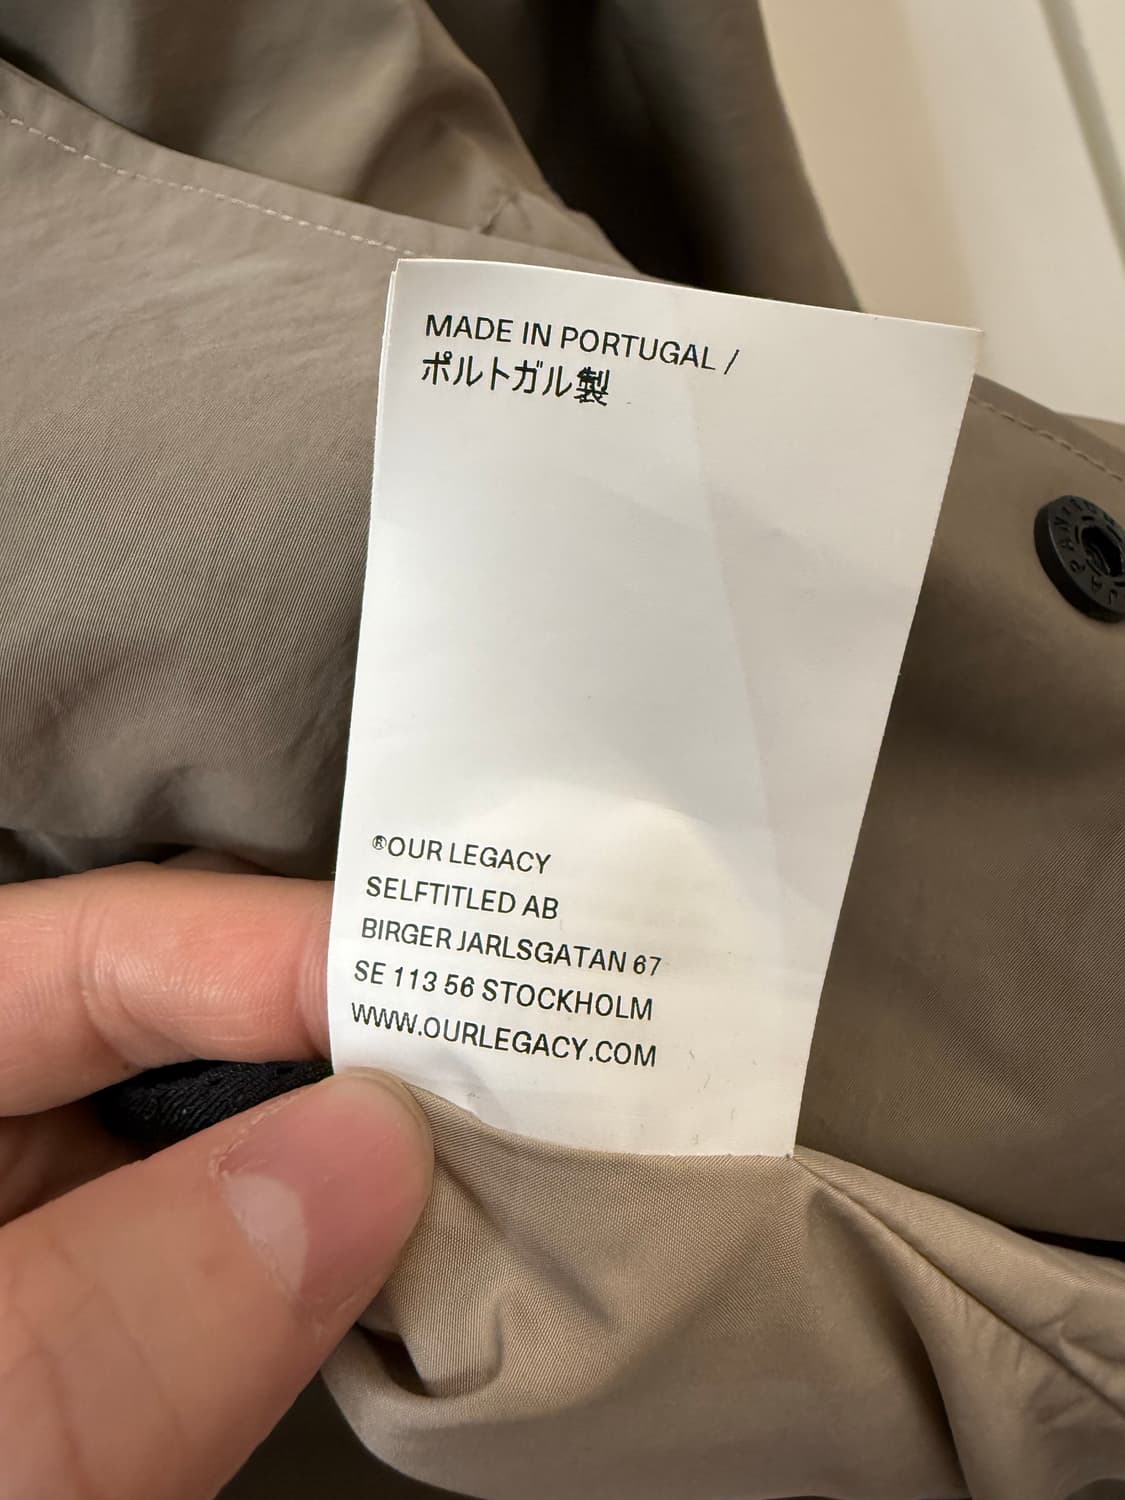 MADE IN PORTUGAL /
ポルトガル製
®OUR LEGACY
SELFTITLED AB
BIRGER JARLSGATAN 67
SE 113 56 STOCKHOLM
WWW.OURLEGACY.COM